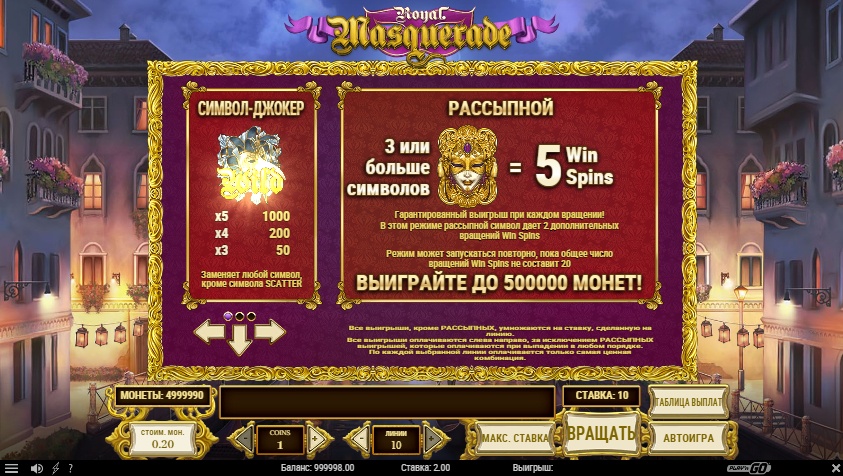 Royal
Masquerade
СИМВОЛ-ДЖОКЕР
Wild
x5 1000
x4 200
x3 50
Заменяет любой символ,
кроме символа SCATTER
РАССЫПНОЙ
3 или
больше
символов
= 5 Win
Spins
Гарантированный выигрыш при каждом вращении!
В этом режиме рассыпной символ дает 2 дополнительных
вращений Win Spins
Режим может запускаться повторно, пока общее число
вращений Win Spins не составит 20
ВЫИГРАЙТЕ ДО 500000 МОНЕТ!
Все выигрыши, кроме РАССЫПНЫХ, умножаются на ставку, сделанную на
линию.
Все выигрыши оплачиваются слева направо, за исключением РАССЫПНЫХ
выигрышей, которые оплачиваются при выпадении в любом порядке.
По каждой выбранной линии оплачивается только самая ценная
комбинация.
МОНЕТЫ: 4999990
СТАВКА: 10
ТАБЛИЦА ВЫПЛАТ
СТОИМ. МОН.
0.20
COINS
1
ЛИНИИ
10
МАКС. СТАВКА
ВРАЩАТЬ
АВТОИГРА
?
Баланс: 999998.00
Ставка: 2.00
Выигрыш:
PLAY'N GO